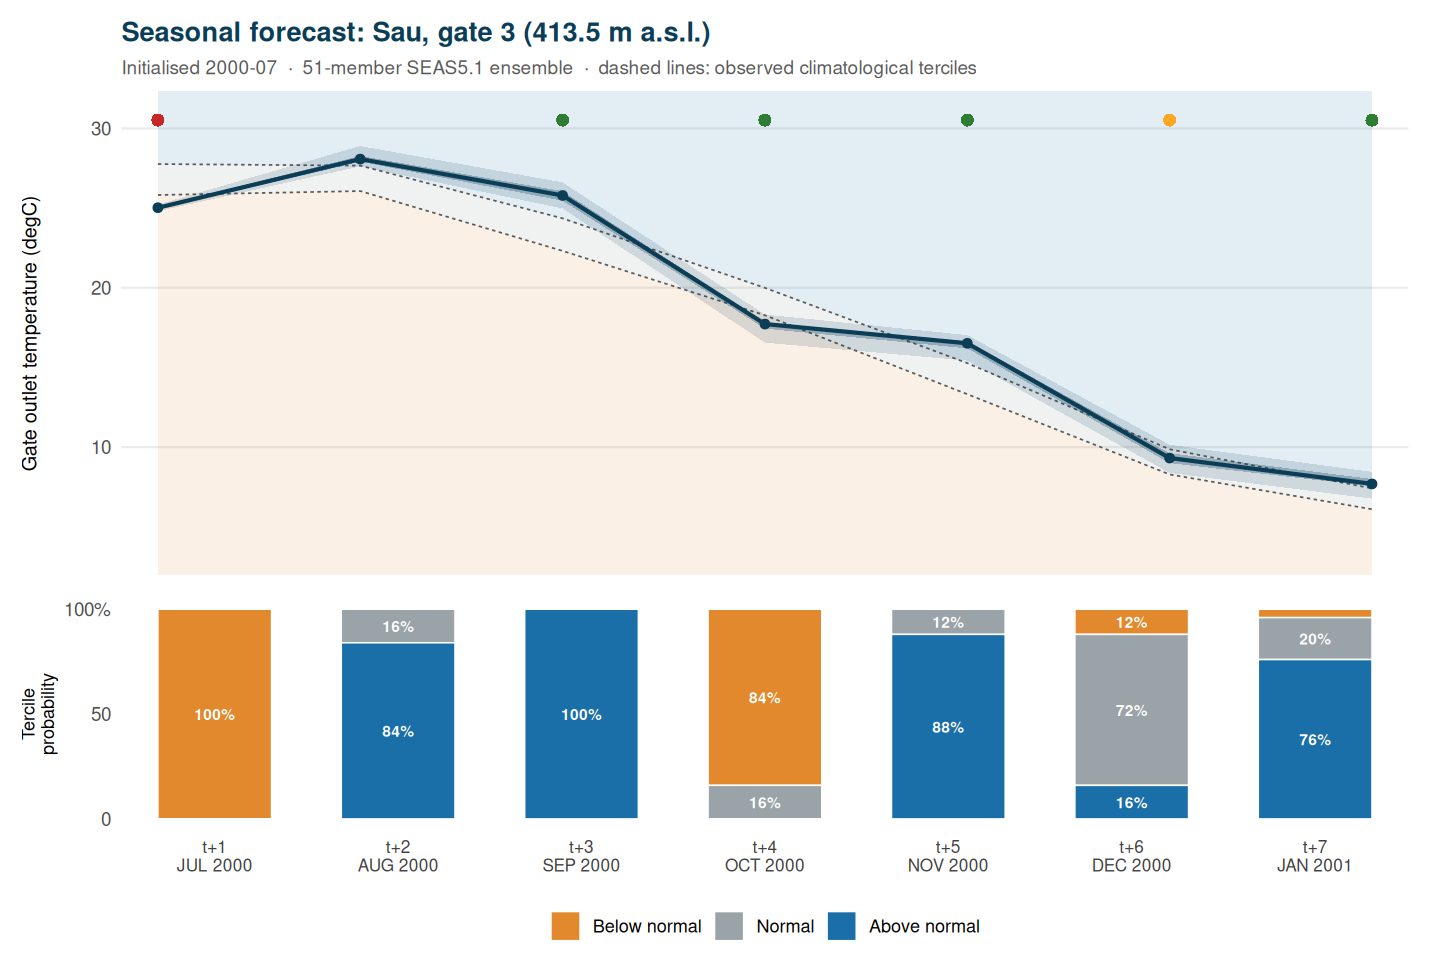 Seasonal forecast: Sau, gate 3 (413.5 m a.s.l.)
Initialised 2000-07 · 51-member SEAS5.1 ensemble · dashed lines: observed climatological terciles
Gate outlet temperature (degC)
30
20
10
Tercile
probability
100%
50
0
100%
16%
84%
100%
84%
16%
12%
88%
12%
72%
16%
20%
76%
t+1
JUL 2000
t+2
AUG 2000
t+3
SEP 2000
t+4
OCT 2000
t+5
NOV 2000
t+6
DEC 2000
t+7
JAN 2001
Below normal
Normal
Above normal